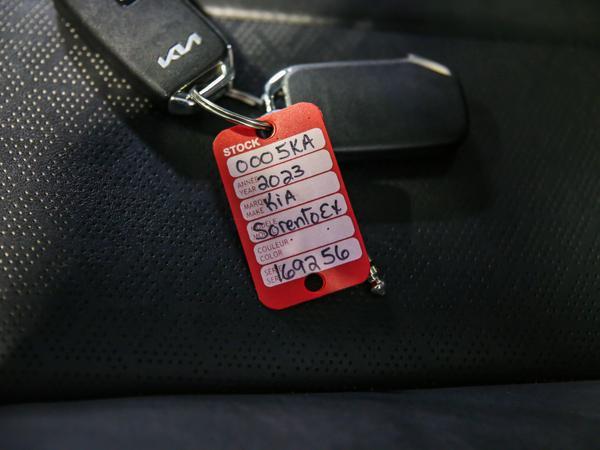 KIA
STOCK
0005KA
ANNÉE
YEAR 2023
MARQUE
MAKE KiA
SorentoEx
COULEUR
COLOR
169256